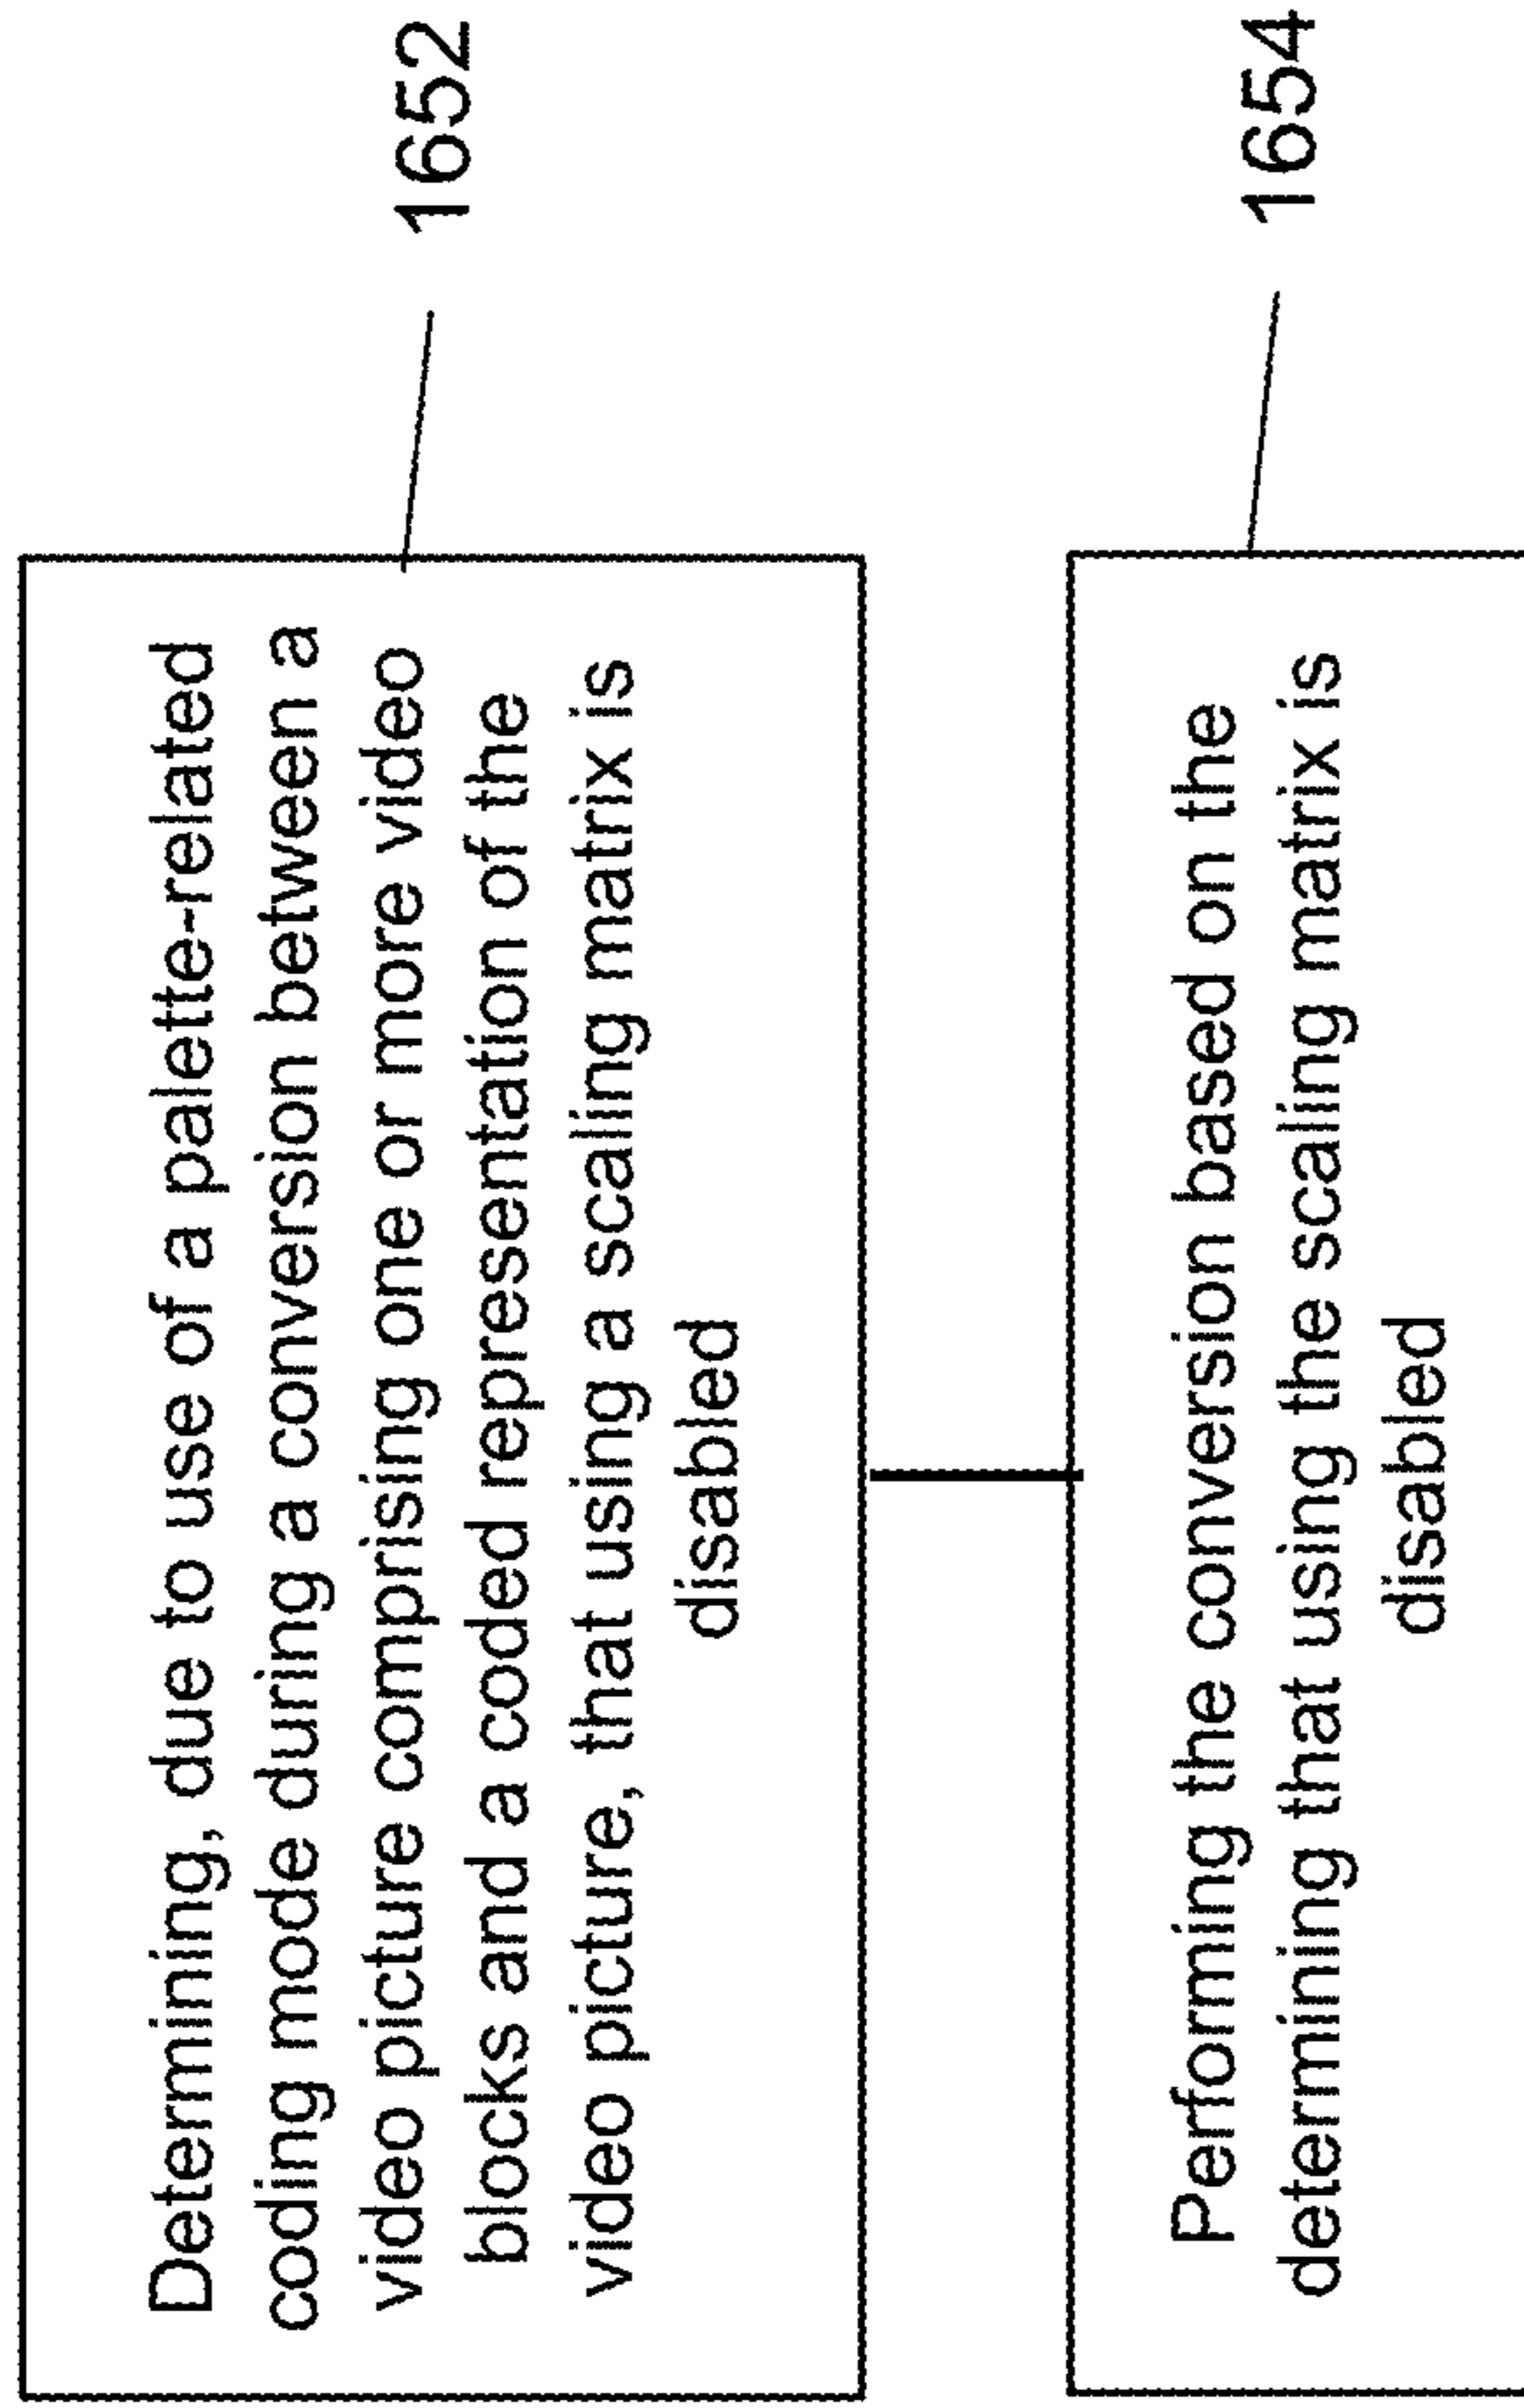 Determining, due to use of a palette-related
coding mode during a conversion between a
video picture comprising one or more video
blocks and a coded representation of the
video picture, that using a scaling matrix is
disabled
1652
Performing the conversion based on the
determining that using the scaling matrix is
disabled
1654